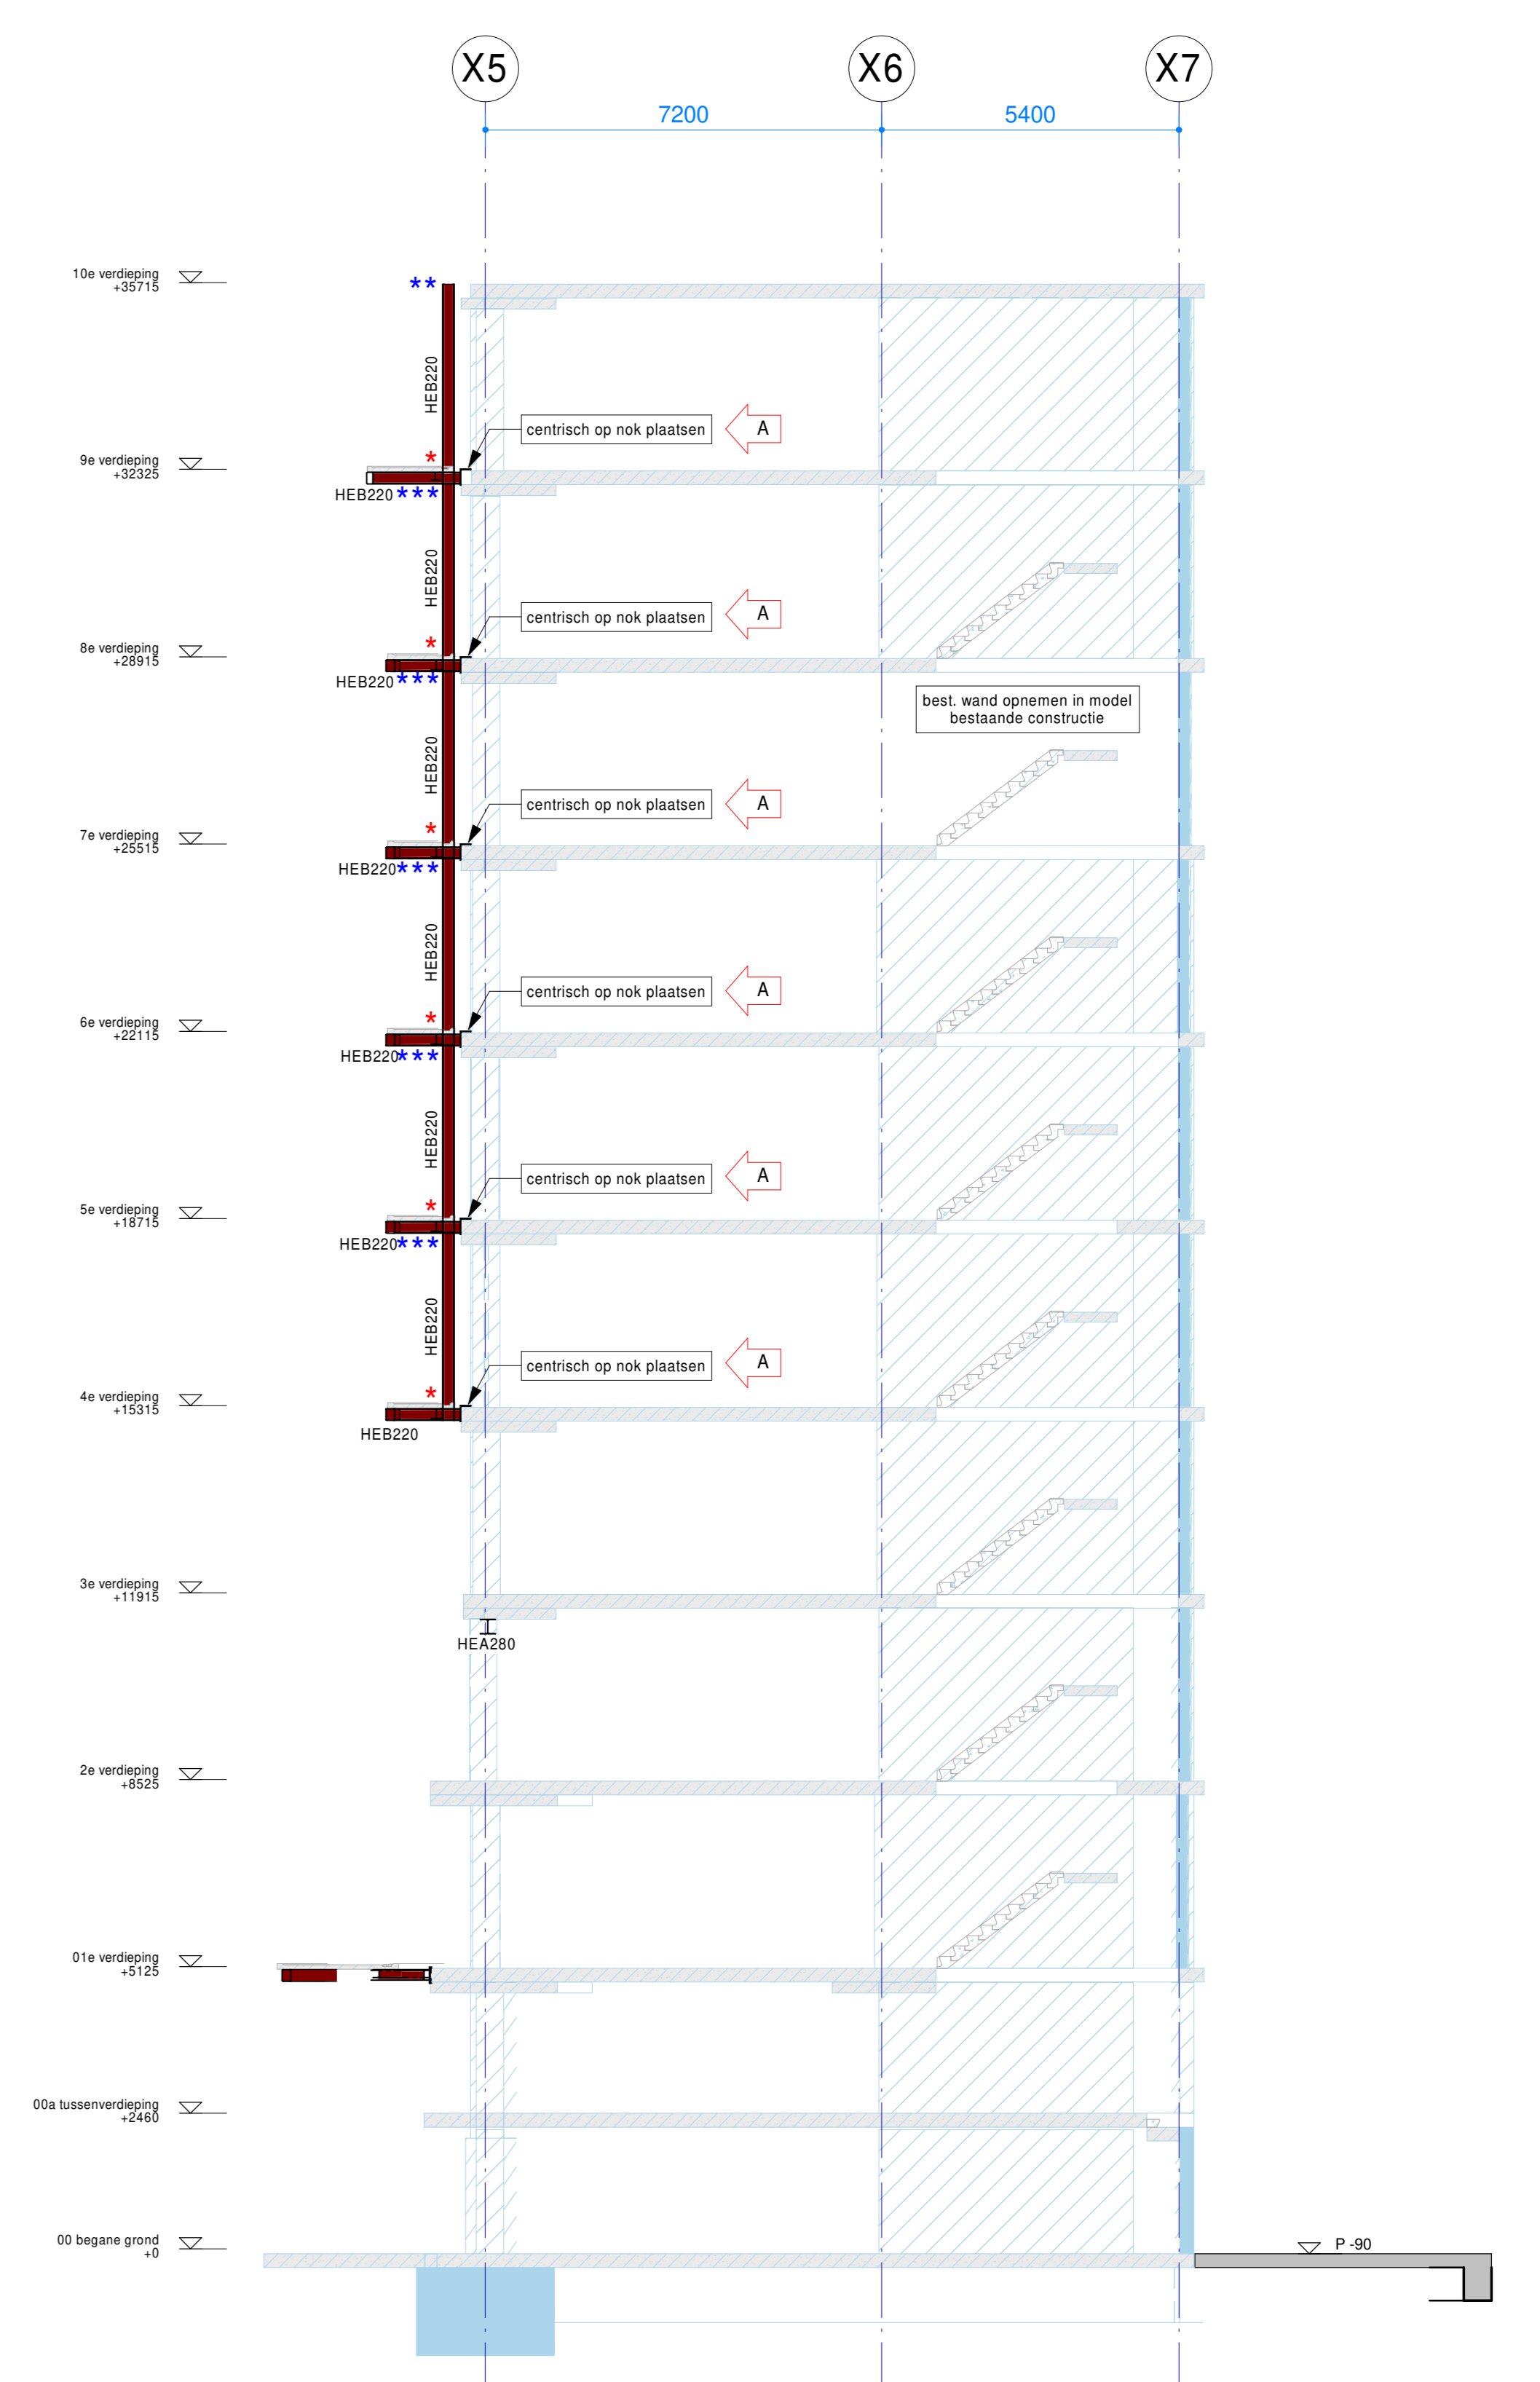 X5
X6
X7
7200
5400
10e verdieping
+35715
**
HEB220
centrisch op nok plaatsen
A
9e verdieping
+32325
*
HEB220 ***
HEB220
centrisch op nok plaatsen
A
8e verdieping
+28915
*
HEB220 ***
best. wand opnemen in model
bestaande constructie
HEB220
centrisch op nok plaatsen
A
7e verdieping
+25515
*
HEB220 ***
HEB220
centrisch op nok plaatsen
A
6e verdieping
+22115
*
HEB220 ***
HEB220
centrisch op nok plaatsen
A
5e verdieping
+18715
*
HEB220 ***
HEB220
centrisch op nok plaatsen
A
4e verdieping
+15315
*
HEB220
3e verdieping
+11915
HEA280
2e verdieping
+8525
01e verdieping
+5125
00a tussenverdieping
+2460
00 begane grond
+0
P -90